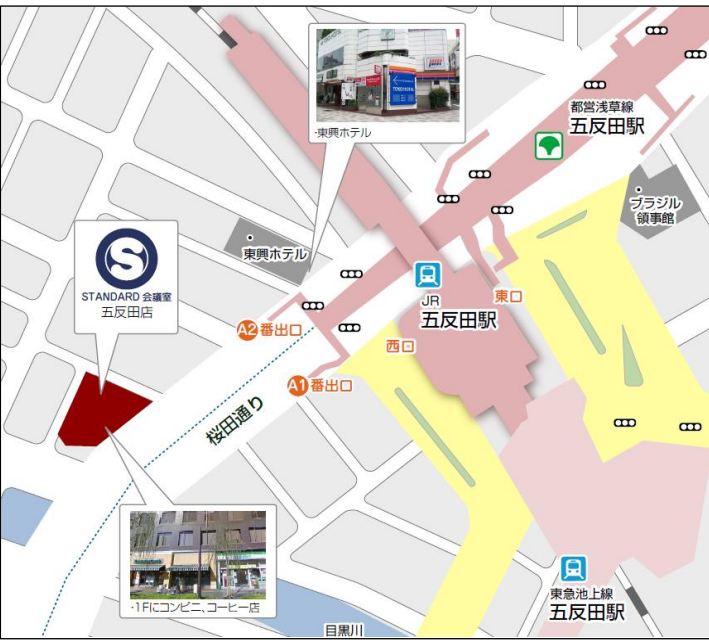 ・東興ホテル
都営浅草線
五反田駅
ブラジル
領事館
東興ホテル
S
STANDARD 会議室
五反田店
JR
五反田駅
東口
西口
A2番出口
A1番出口
桜田通り
・1Fにコンビニ、コーヒー店
東急池上線
五反田駅
目黒川